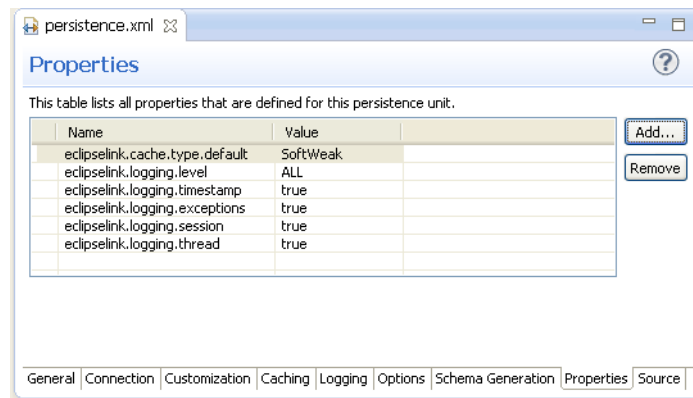 persistence.xml
Properties
?
This table lists all properties that are defined for this persistence unit.
Name Value
Add...
eclipselink.cache.type.default SoftWeak
Remove
eclipselink.logging.level ALL
eclipselink.logging.timestamp true
eclipselink.logging.exceptions true
eclipselink.logging.session true
eclipselink.logging.thread true
General Connection Customization Caching Logging Options Schema Generation Properties Source